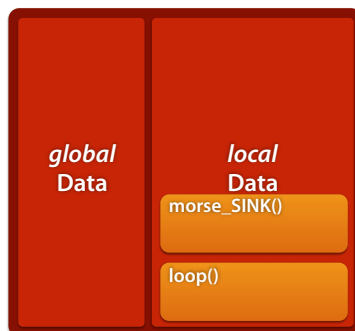 global
Data
local
Data
morse_SINK()
loop()